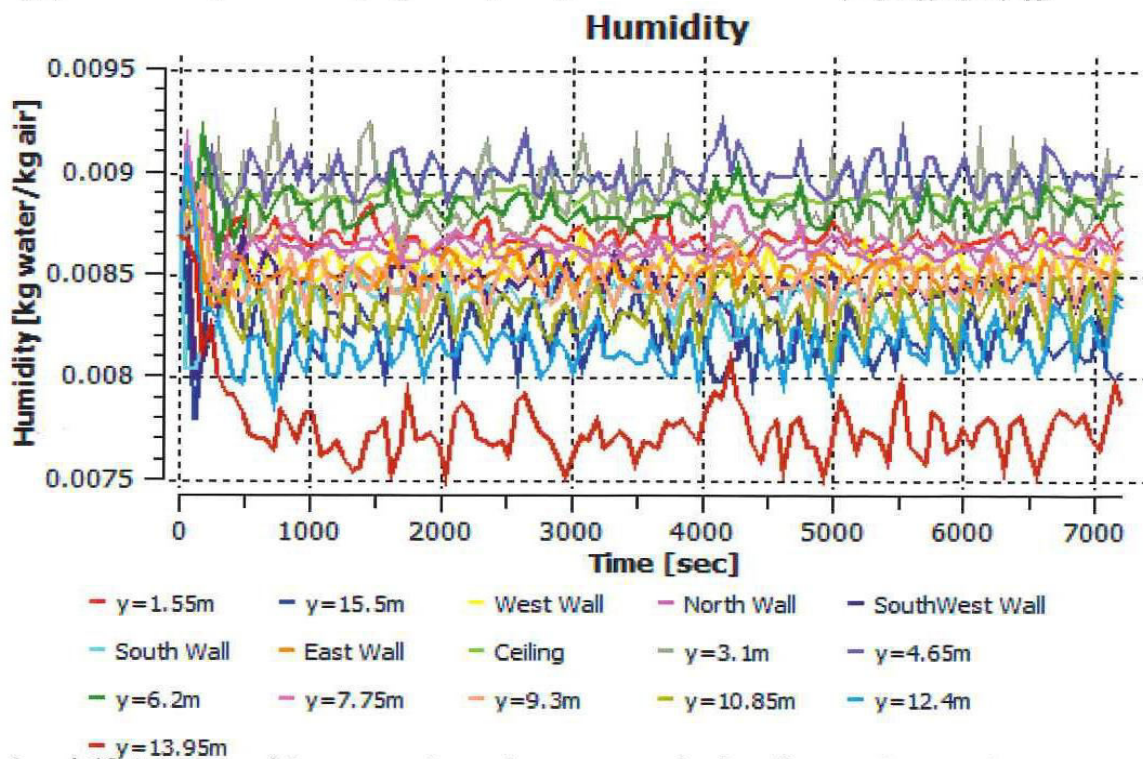 Humidity
0.0095
0.009
0.0085
0.008
0.0075
Humidity [kg water/kg air]
0 1000 2000 3000 4000 5000 6000 7000
Time [sec]
y=1.55m y=15.5m West Wall North Wall SouthWest Wall
South Wall East Wall Ceiling y=3.1m y=4.65m
y=6.2m y=7.75m y=9.3m y=10.85m y=12.4m
y=13.95m